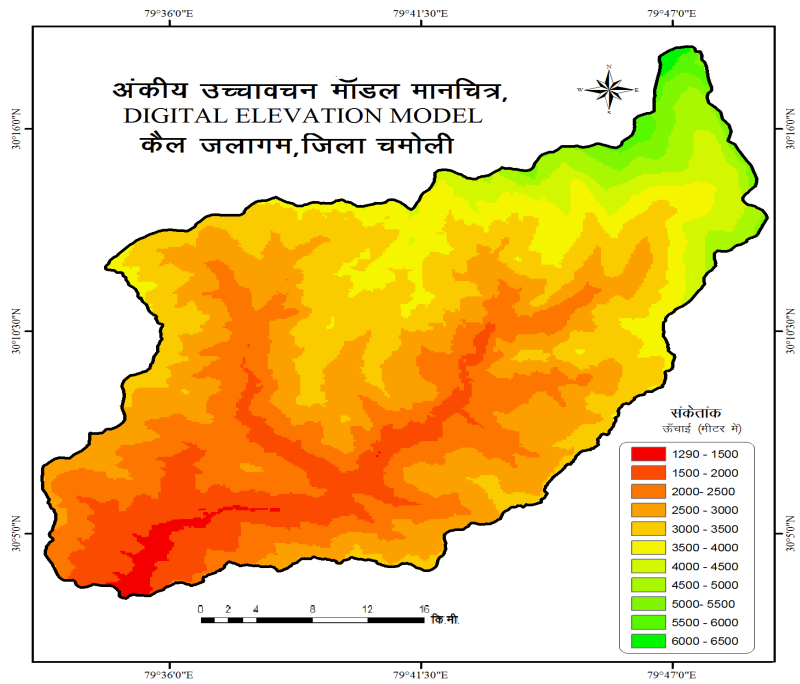 79°36'0"E 79°41'30"E 79°47'0"E
अंकीय उच्चावचन मॉडल मानचित्र,
DIGITAL ELEVATION MODEL
कैल जलागम,जिला चमोली
N
W E
S
30°16'0"N 30°16'0"N
30°10'30"N 30°10'30"N
30°5'0"N 30°5'0"N
संकेतांक
ऊँचाई (मीटर में)
1290 - 1500
1500 - 2000
2000- 2500
2500 - 3000
3000 - 3500
3500 - 4000
4000 - 4500
4500 - 5000
5000- 5500
5500 - 6000
6000 - 6500
0 2 4 8 12 16
कि.मी.
79°36'0"E 79°41'30"E 79°47'0"E